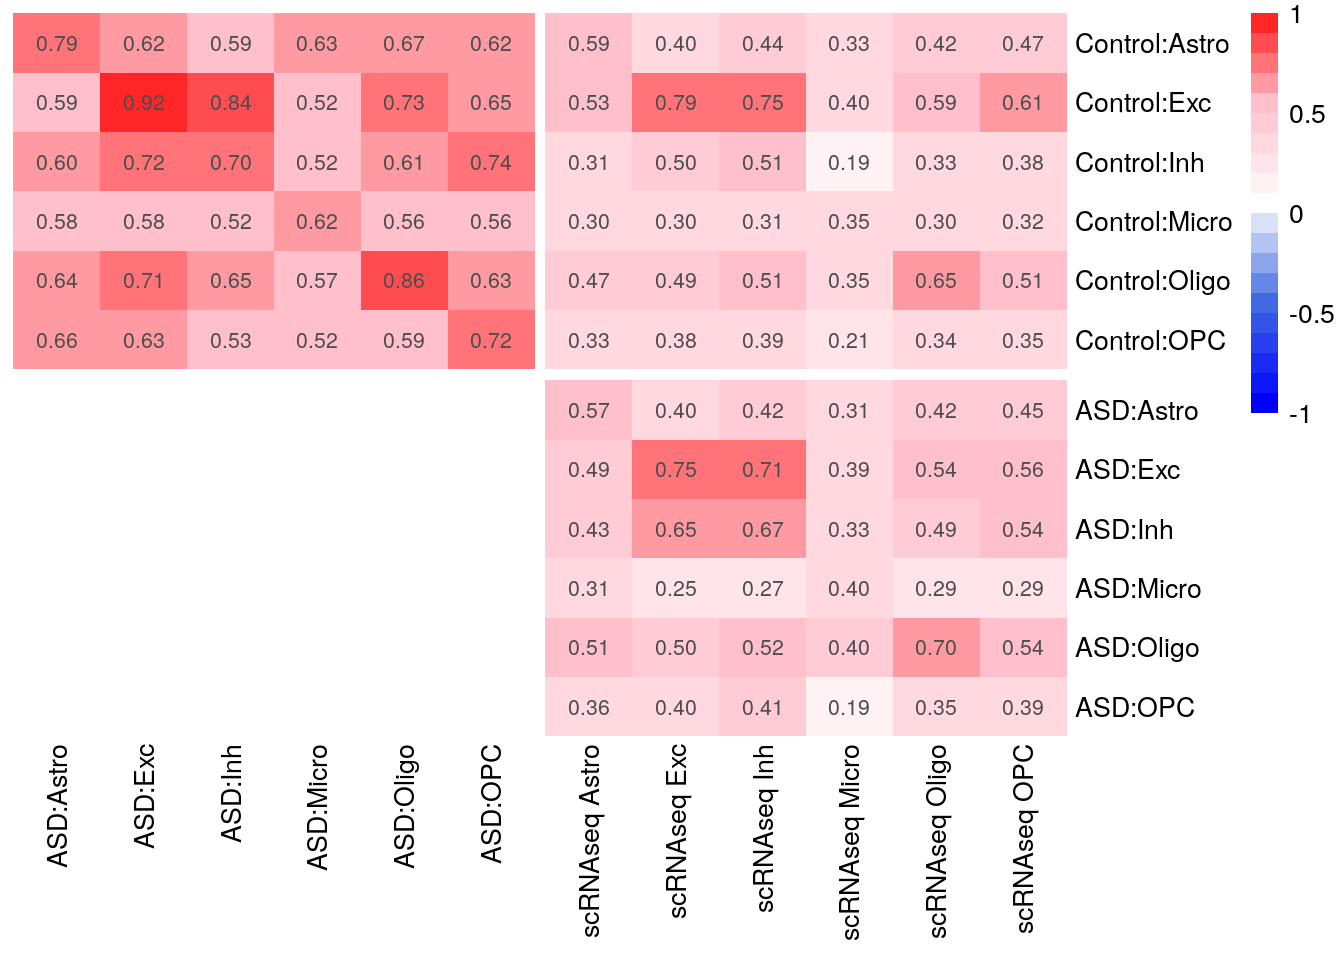 0.79 0.62 0.59 0.63 0.67 0.62 0.59 0.40 0.44 0.33 0.42 0.47 Control:Astro
0.59 0.92 0.84 0.52 0.73 0.65 0.53 0.79 0.75 0.40 0.59 0.61 Control:Exc
0.60 0.72 0.70 0.52 0.61 0.74 0.31 0.50 0.51 0.19 0.33 0.38 Control:Inh
0.58 0.58 0.52 0.62 0.56 0.56 0.30 0.30 0.31 0.35 0.30 0.32 Control:Micro
0.64 0.71 0.65 0.57 0.86 0.63 0.47 0.49 0.51 0.35 0.65 0.51 Control:Oligo
0.66 0.63 0.53 0.52 0.59 0.72 0.33 0.38 0.39 0.21 0.34 0.35 Control:OPC
0.57 0.40 0.42 0.31 0.42 0.45 ASD:Astro
0.49 0.75 0.71 0.39 0.54 0.56 ASD:Exc
0.43 0.65 0.67 0.33 0.49 0.54 ASD:Inh
0.31 0.25 0.27 0.40 0.29 0.29 ASD:Micro
0.51 0.50 0.52 0.40 0.70 0.54 ASD:Oligo
0.36 0.40 0.41 0.19 0.35 0.39 ASD:OPC
ASD:Astro
ASD:Exc
ASD:Inh
ASD:Micro
ASD:Oligo
ASD:OPC
scRNAseq Astro
scRNAseq Exc
scRNAseq Inh
scRNAseq Micro
scRNAseq Oligo
scRNAseq OPC
1
0.5
0
-0.5
-1